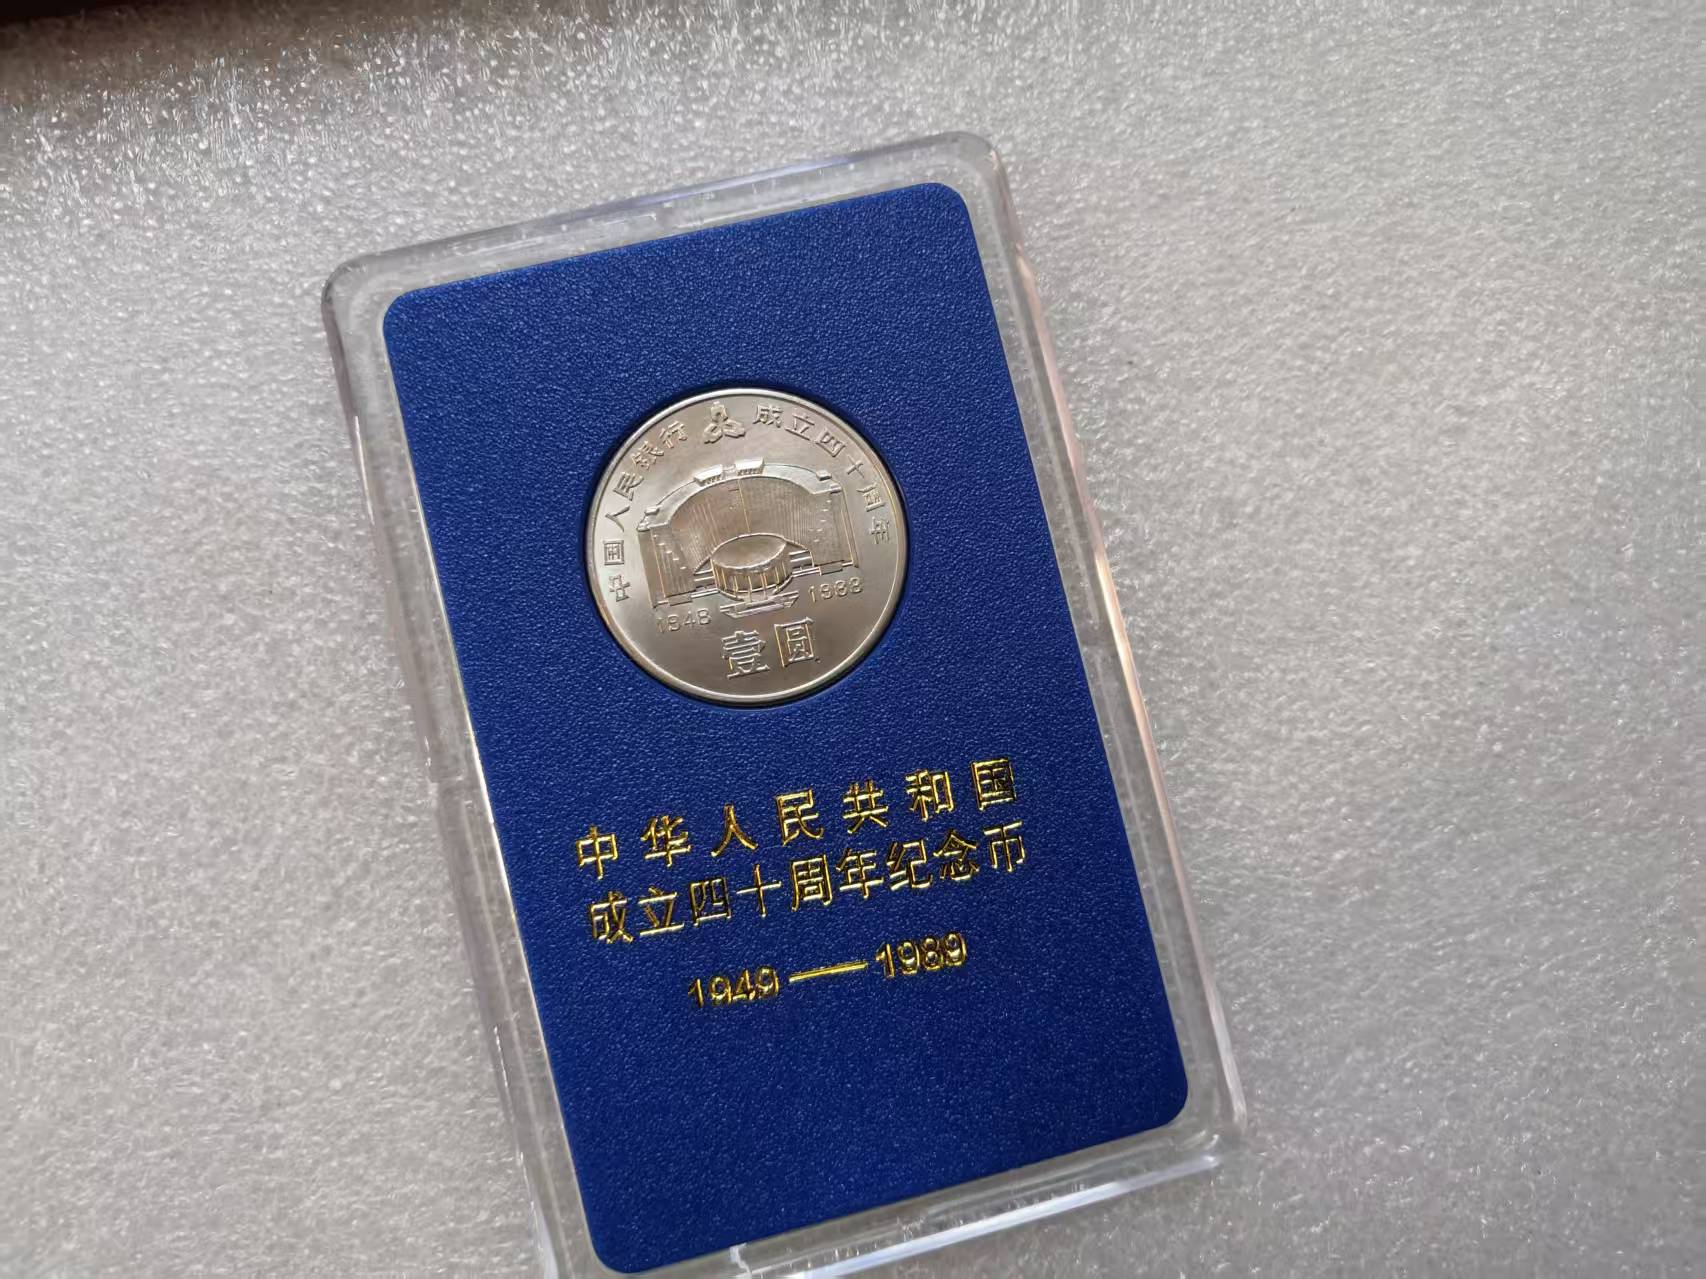 中国人民银行 成立四十周年
1948 1988
壹圆
中华人民共和国
成立四十周年纪念币
1949—1989